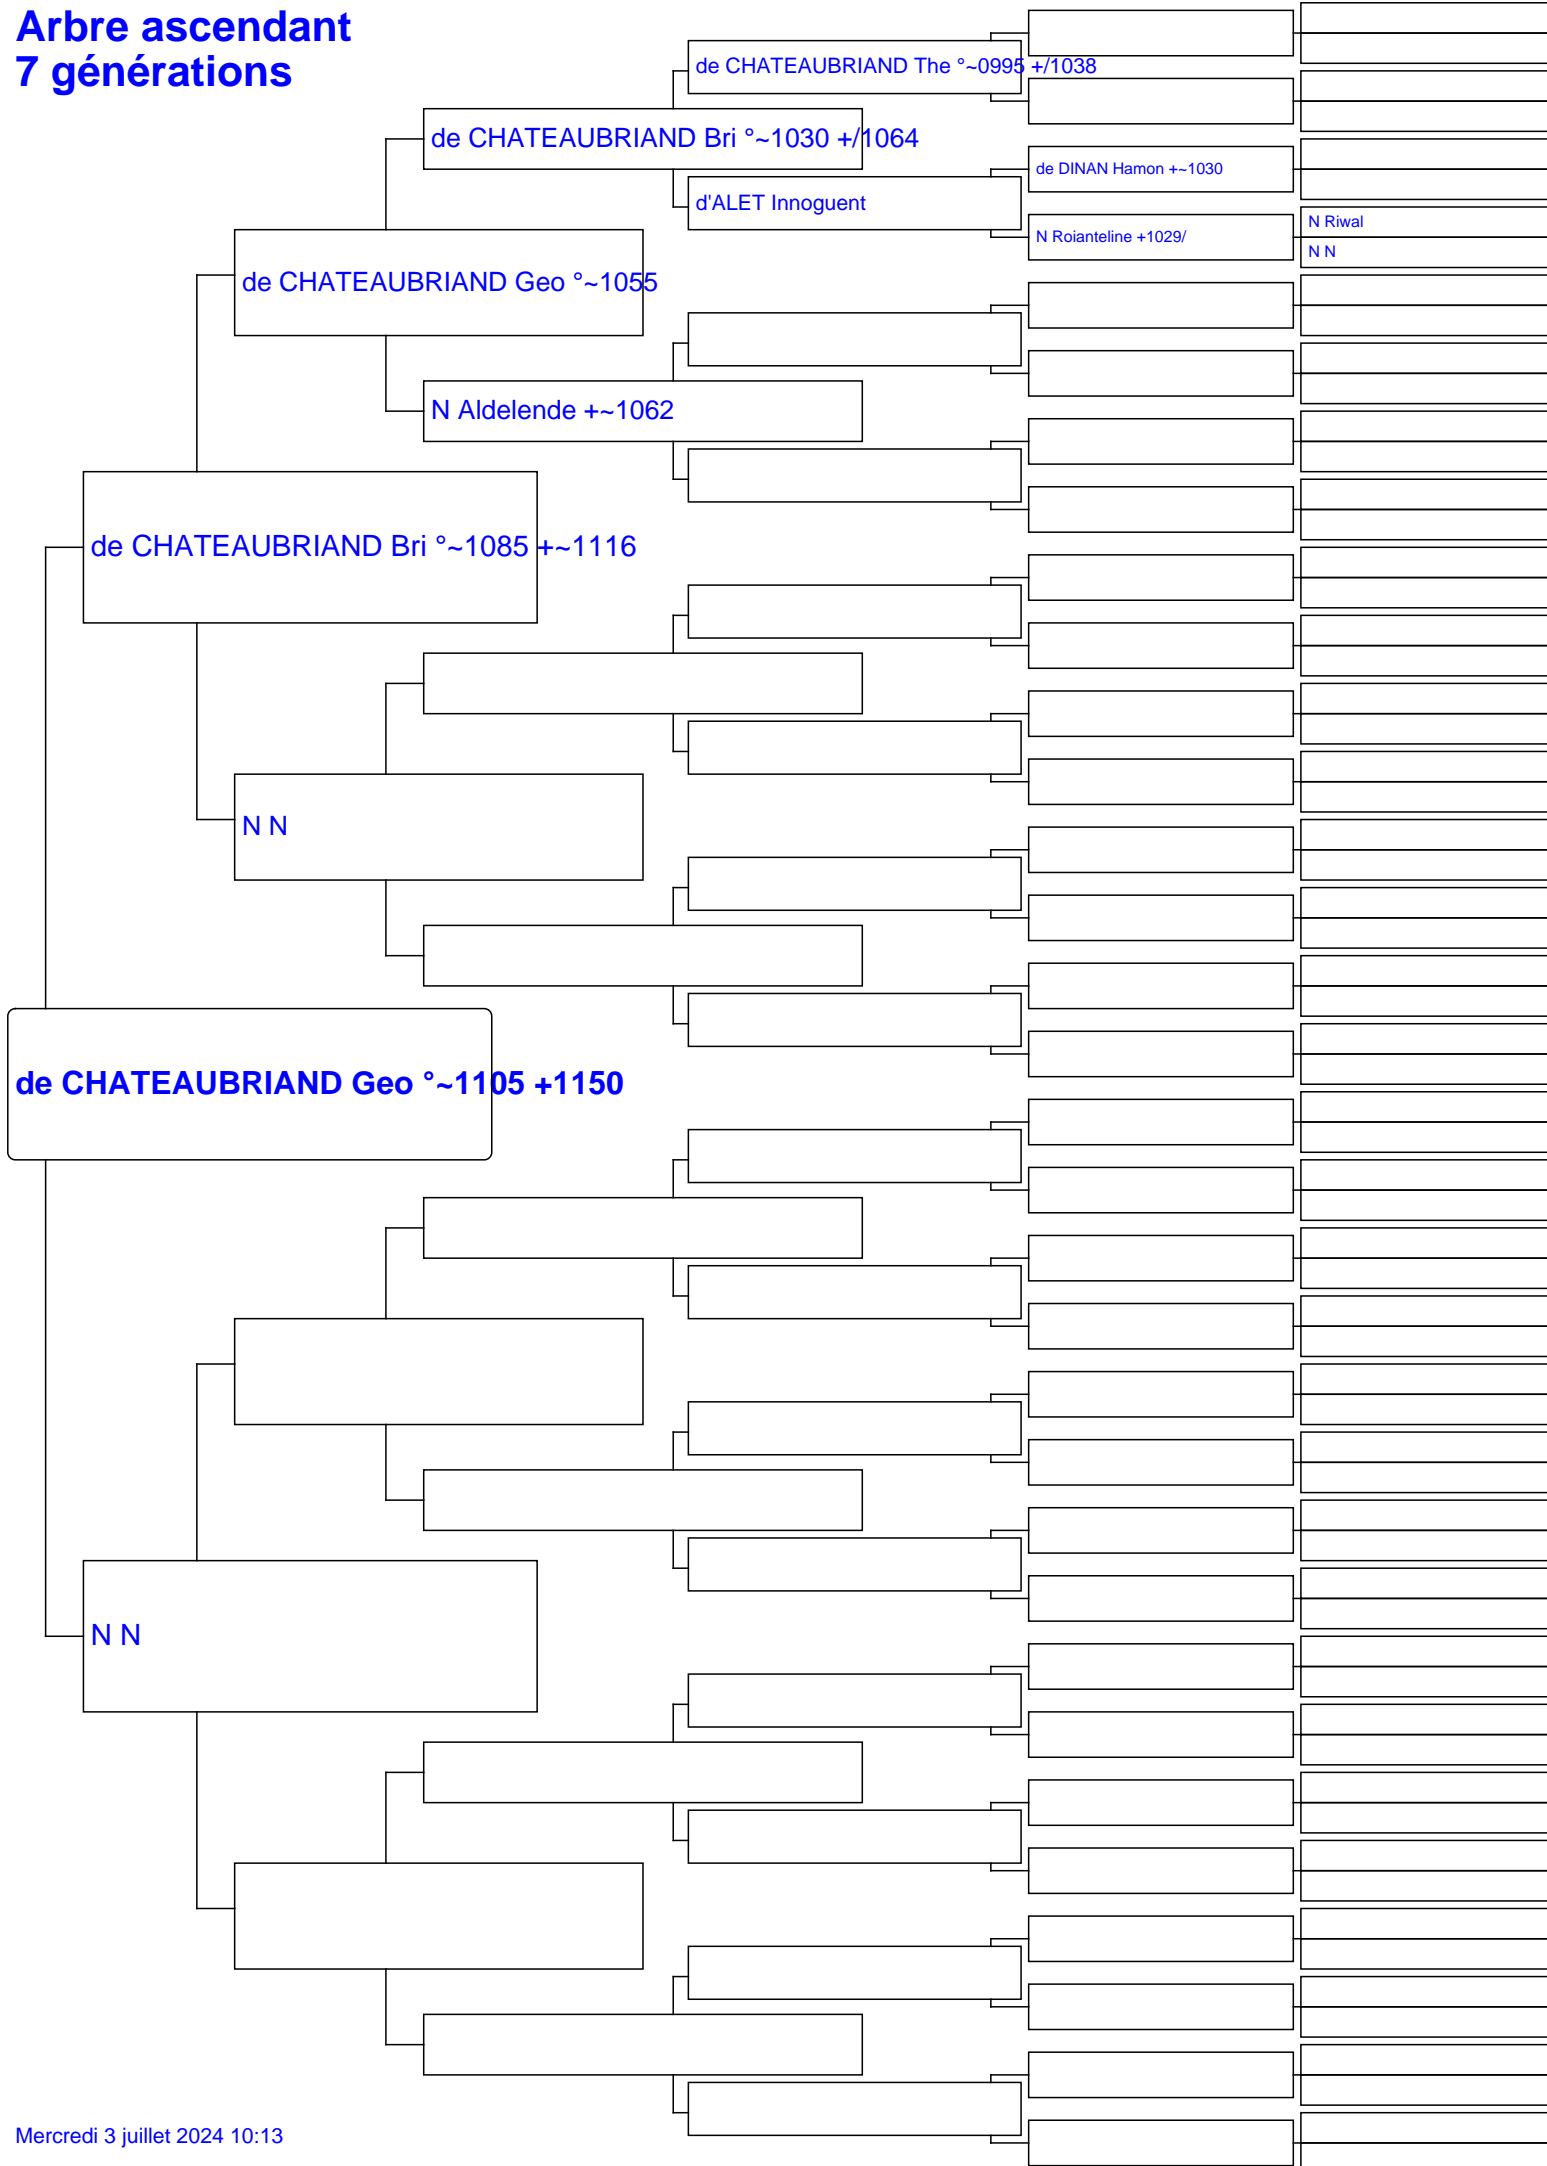 Arbre ascendant
7 générations
de CHATEAUBRIAND The °~0995 +/1038
de CHATEAUBRIAND Bri °~1030 +/1064
de DINAN Hamon +~1030
d'ALET Innoguent
N Riwal
N Roianteline +1029/
N N
de CHATEAUBRIAND Geo °~1055
N Aldelende +~1062
de CHATEAUBRIAND Bri °~1085 +~1116
N N
de CHATEAUBRIAND Geo °~1105 +1150
N N
Mercredi 3 juillet 2024 10:13